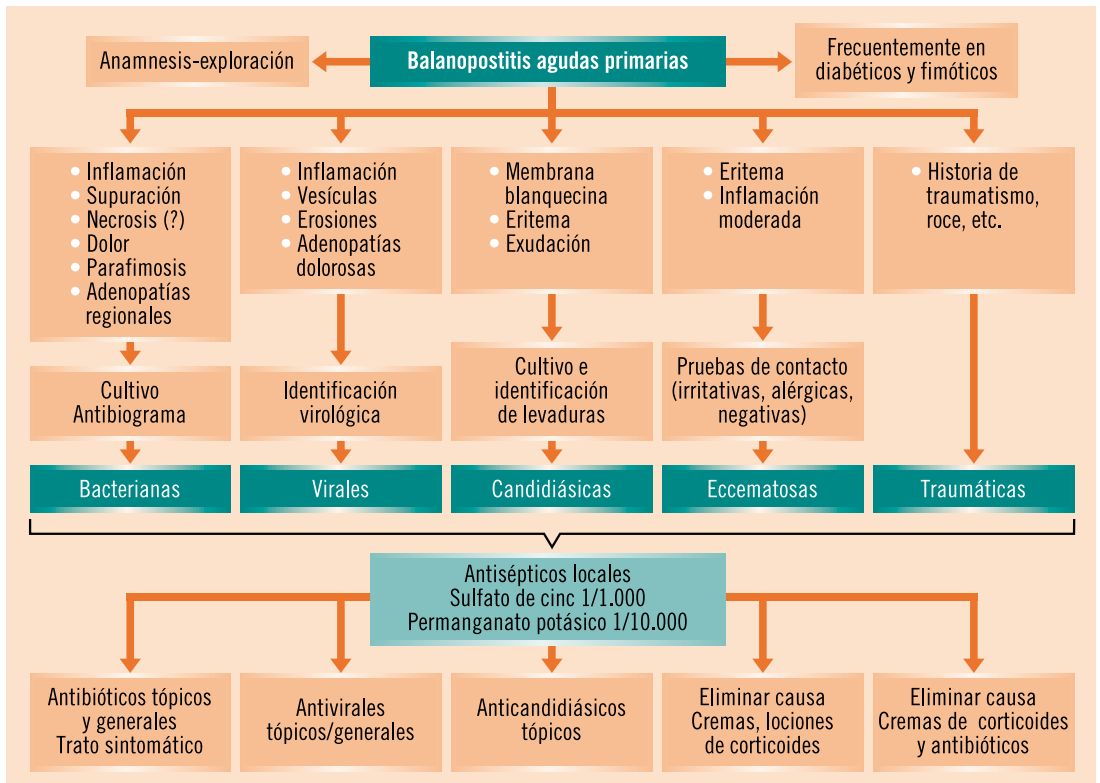 Anamnesis-exploración
Balanopostitis agudas primarias
Frecuentemente en
diabéticos y fimóticos
• Inflamación
• Supuración
• Necrosis (?)
• Dolor
• Parafimosis
• Adenopatías
regionales
• Inflamación
• Vesículas
• Erosiones
• Adenopatías
dolorosas
• Membrana
blanquecina
• Eritema
• Exudación
• Eritema
• Inflamación
moderada
• Historia de
traumatismo,
roce, etc.
Cultivo
Antibiograma
Identificación
virológica
Cultivo e
identificación
de levaduras
Pruebas de contacto
(irritativas, alérgicas,
negativas)
Bacterianas
Virales
Candidiásicas
Eccematosas
Traumáticas
Antisépticos locales
Sulfato de cinc 1/1.000
Permanganato potásico 1/10.000
Antibióticos tópicos
y generales
Trato sintomático
Antivirales
tópicos/generales
Anticandidiásicos
tópicos
Eliminar causa
Cremas, lociones
de corticoides
Eliminar causa
Cremas de corticoides
y antibióticos